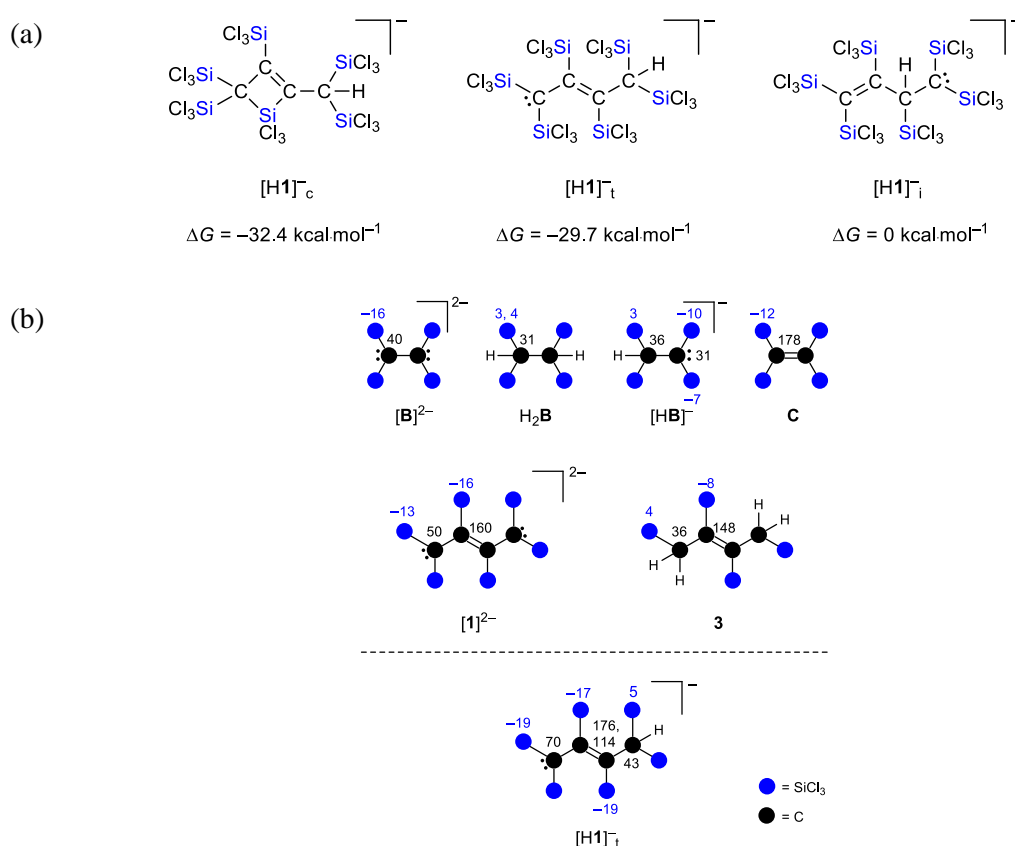 (a)
Cl₃Si
Cl₃Si
Cl₃Si
C
C
C
Si
Cl₃
C
H
SiCl₃
SiCl₃
–
[H1]⁻c
ΔG = –32.4 kcal·mol⁻¹
Cl₃Si
Cl₃Si
Cl₃Si
H
C
C
C
C
SiCl₃
SiCl₃
SiCl₃
–
[H1]⁻t
ΔG = –29.7 kcal·mol⁻¹
Cl₃Si
Cl₃Si
Cl₃Si
H
C
C
C
C
SiCl₃
SiCl₃
SiCl₃
–
[H1]⁻i
ΔG = 0 kcal·mol⁻¹
(b)
–16
40
2–
[B]²⁻
3, 4
H
31
H
H₂B
3
–10
H
36
31
–7
–
[HB]⁻
–12
178
C
–16
–13
50
160
2–
[1]²⁻
–8
4
36
148
H
H
H
H
3
–17
5
–19
70
176,
114
43
H
–19
–
[H1]⁻t
= SiCl₃
= C